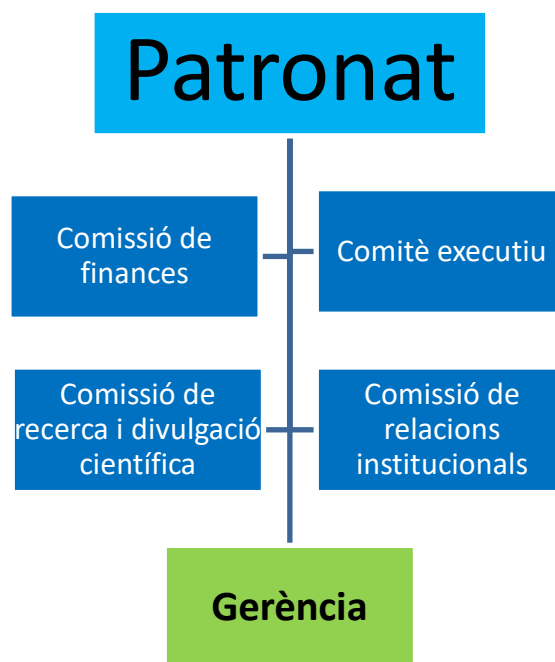 Patronat
Comissió de
finances
Comitè executiu
Comissió de
recerca i divulgació
científica
Comissió de
relacions
institucionals
Gerència